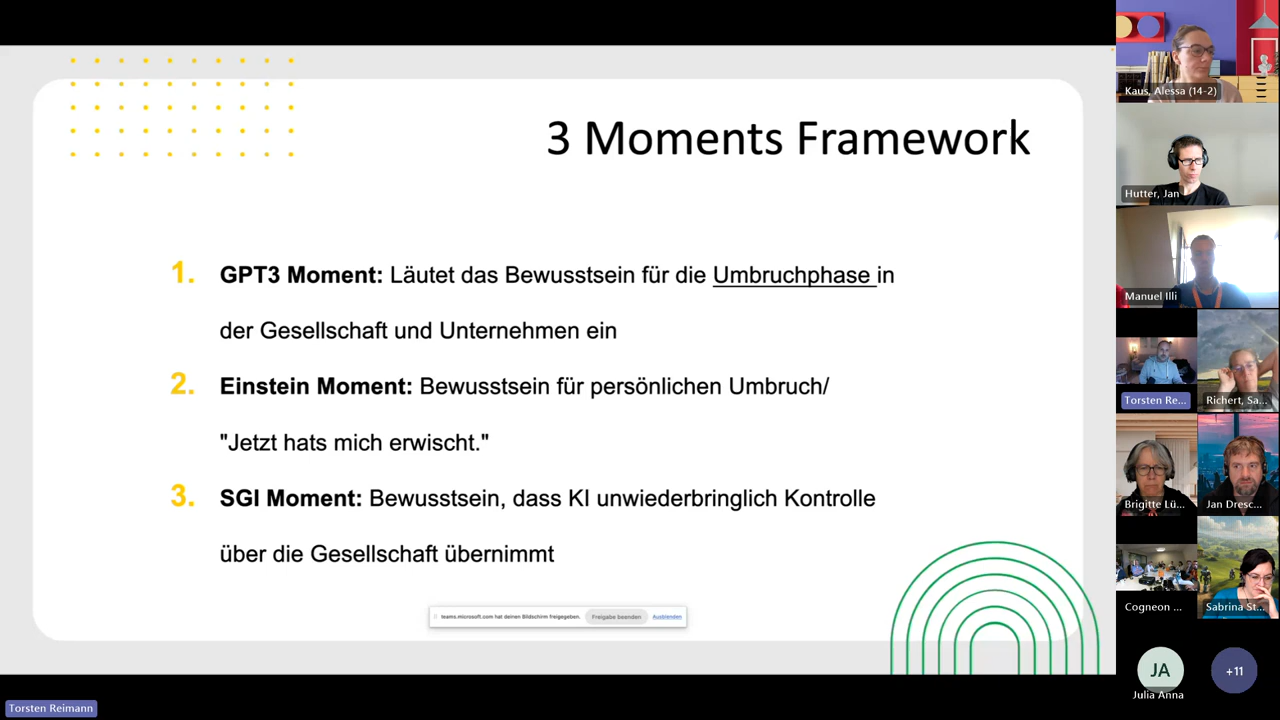 3 Moments Framework
1. GPT3 Moment: Läutet das Bewusstsein für die Umbruchphase in
der Gesellschaft und Unternehmen ein
2. Einstein Moment: Bewusstsein für persönlichen Umbruch/
"Jetzt hats mich erwischt."
3. SGI Moment: Bewusstsein, dass KI unwiederbringlich Kontrolle
über die Gesellschaft übernimmt
teams.microsoft.com hat deinen Bildschirm freigegeben. Freigabe beenden Ausblenden
Torsten Reimann
Kaus, Alessa (14-2)
Hutter, Jan
Manuel Illi
Torsten Re...
Richert, Sa...
Brigitte Lü...
Jan Dresc...
Cogneon ...
Sabrina St...
JA
Julia Anna
+11